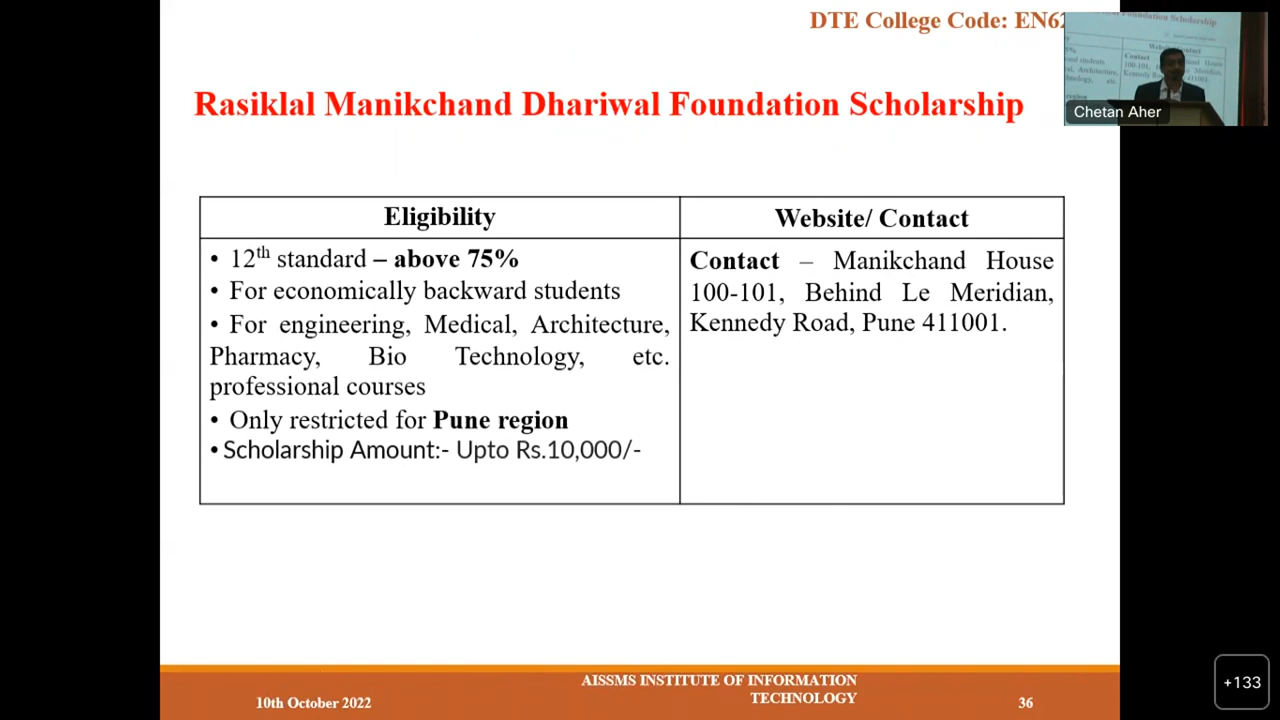 DTE College Code: EN62
Rasiklal Manikchand Dhariwal Foundation Scholarship
Chetan Aher
Eligibility
• 12th standard – above 75%
• For economically backward students
• For engineering, Medical, Architecture,
Pharmacy, Bio Technology, etc.
professional courses
• Only restricted for Pune region
• Scholarship Amount:- Upto Rs.10,000/-
Website/ Contact
Contact – Manikchand House
100-101, Behind Le Meridian,
Kennedy Road, Pune 411001.
10th October 2022
AISSMS INSTITUTE OF INFORMATION
TECHNOLOGY
36
+133